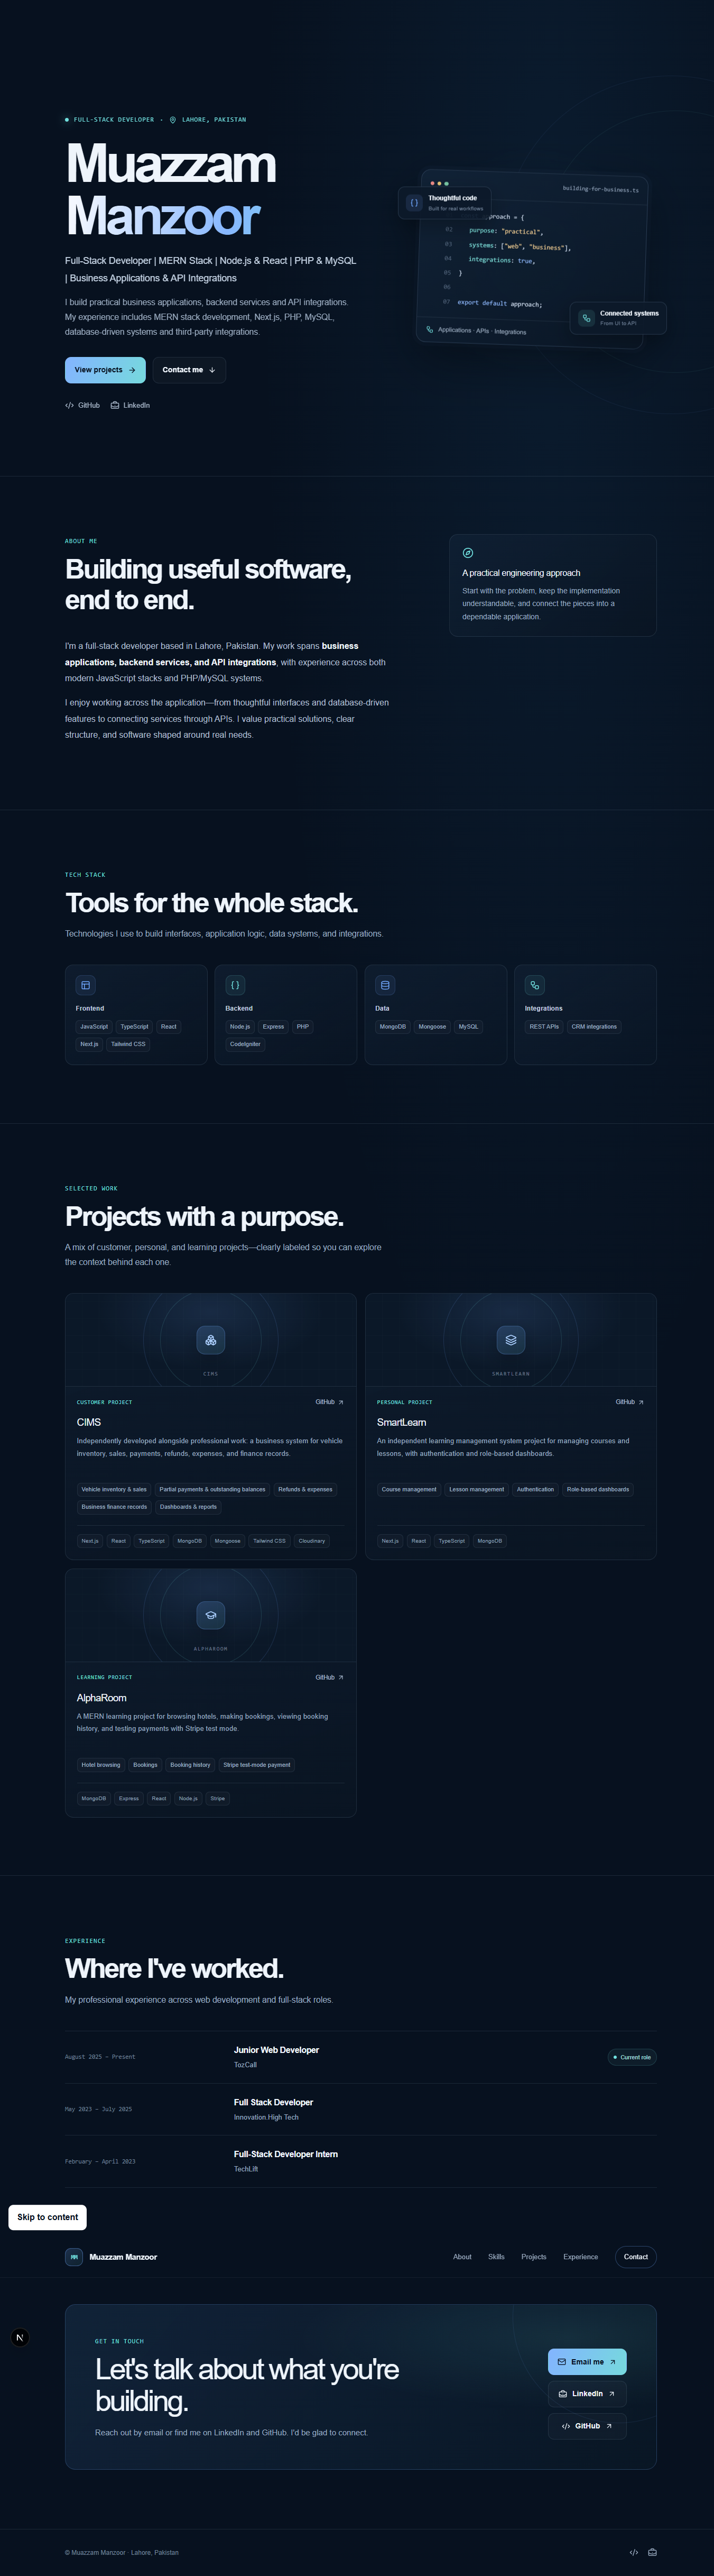 FULL-STACK DEVELOPER · LAHORE, PAKISTAN
Muazzam
Manzoor
Full-Stack Developer | MERN Stack | Node.js & React | PHP & MySQL
| Business Applications & API Integrations
I build practical business applications, backend services and API integrations.
My experience includes MERN stack development, Next.js, PHP, MySQL,
database-driven systems and third-party integrations.
View projects
Contact me
GitHub
LinkedIn
building-for-business.ts
Thoughtful code
Built for real workflows
proach = {
02 purpose: "practical",
03 systems: ["web", "business"],
04 integrations: true,
05 }
06
07 export default approach;
Connected systems
From UI to API
Applications · APIs · Integrations
ABOUT ME
Building useful software,
end to end.
I'm a full-stack developer based in Lahore, Pakistan. My work spans business
applications, backend services, and API integrations, with experience across both
modern JavaScript stacks and PHP/MySQL systems.
I enjoy working across the application—from thoughtful interfaces and database-driven
features to connecting services through APIs. I value practical solutions, clear
structure, and software shaped around real needs.
A practical engineering approach
Start with the problem, keep the implementation
understandable, and connect the pieces into a
dependable application.
TECH STACK
Tools for the whole stack.
Technologies I use to build interfaces, application logic, data systems, and integrations.
Frontend
JavaScript TypeScript React
Next.js Tailwind CSS
Backend
Node.js Express PHP
CodeIgniter
Data
MongoDB Mongoose MySQL
Integrations
REST APIs CRM integrations
SELECTED WORK
Projects with a purpose.
A mix of customer, personal, and learning projects—clearly labeled so you can explore
the context behind each one.
CIMS
CUSTOMER PROJECT
GitHub
CIMS
Independently developed alongside professional work: a business system for vehicle
inventory, sales, payments, refunds, expenses, and finance records.
Vehicle inventory & sales Partial payments & outstanding balances Refunds & expenses
Business finance records Dashboards & reports
Next.js React TypeScript MongoDB Mongoose Tailwind CSS Cloudinary
SMARTLEARN
PERSONAL PROJECT
GitHub
SmartLearn
An independent learning management system project for managing courses and
lessons, with authentication and role-based dashboards.
Course management Lesson management Authentication Role-based dashboards
Next.js React TypeScript MongoDB
ALPHAROOM
LEARNING PROJECT
GitHub
AlphaRoom
A MERN learning project for browsing hotels, making bookings, viewing booking
history, and testing payments with Stripe test mode.
Hotel browsing Bookings Booking history Stripe test-mode payment
MongoDB Express React Node.js Stripe
EXPERIENCE
Where I've worked.
My professional experience across web development and full-stack roles.
August 2025 – Present
Junior Web Developer
TozCall
Current role
May 2023 – July 2025
Full Stack Developer
Innovation.High Tech
February – April 2023
Full-Stack Developer Intern
TechLift
Skip to content
MM
Muazzam Manzoor
About
Skills
Projects
Experience
Contact
N
GET IN TOUCH
Let's talk about what you're
building.
Reach out by email or find me on LinkedIn and GitHub. I'd be glad to connect.
Email me
LinkedIn
GitHub
© Muazzam Manzoor · Lahore, Pakistan